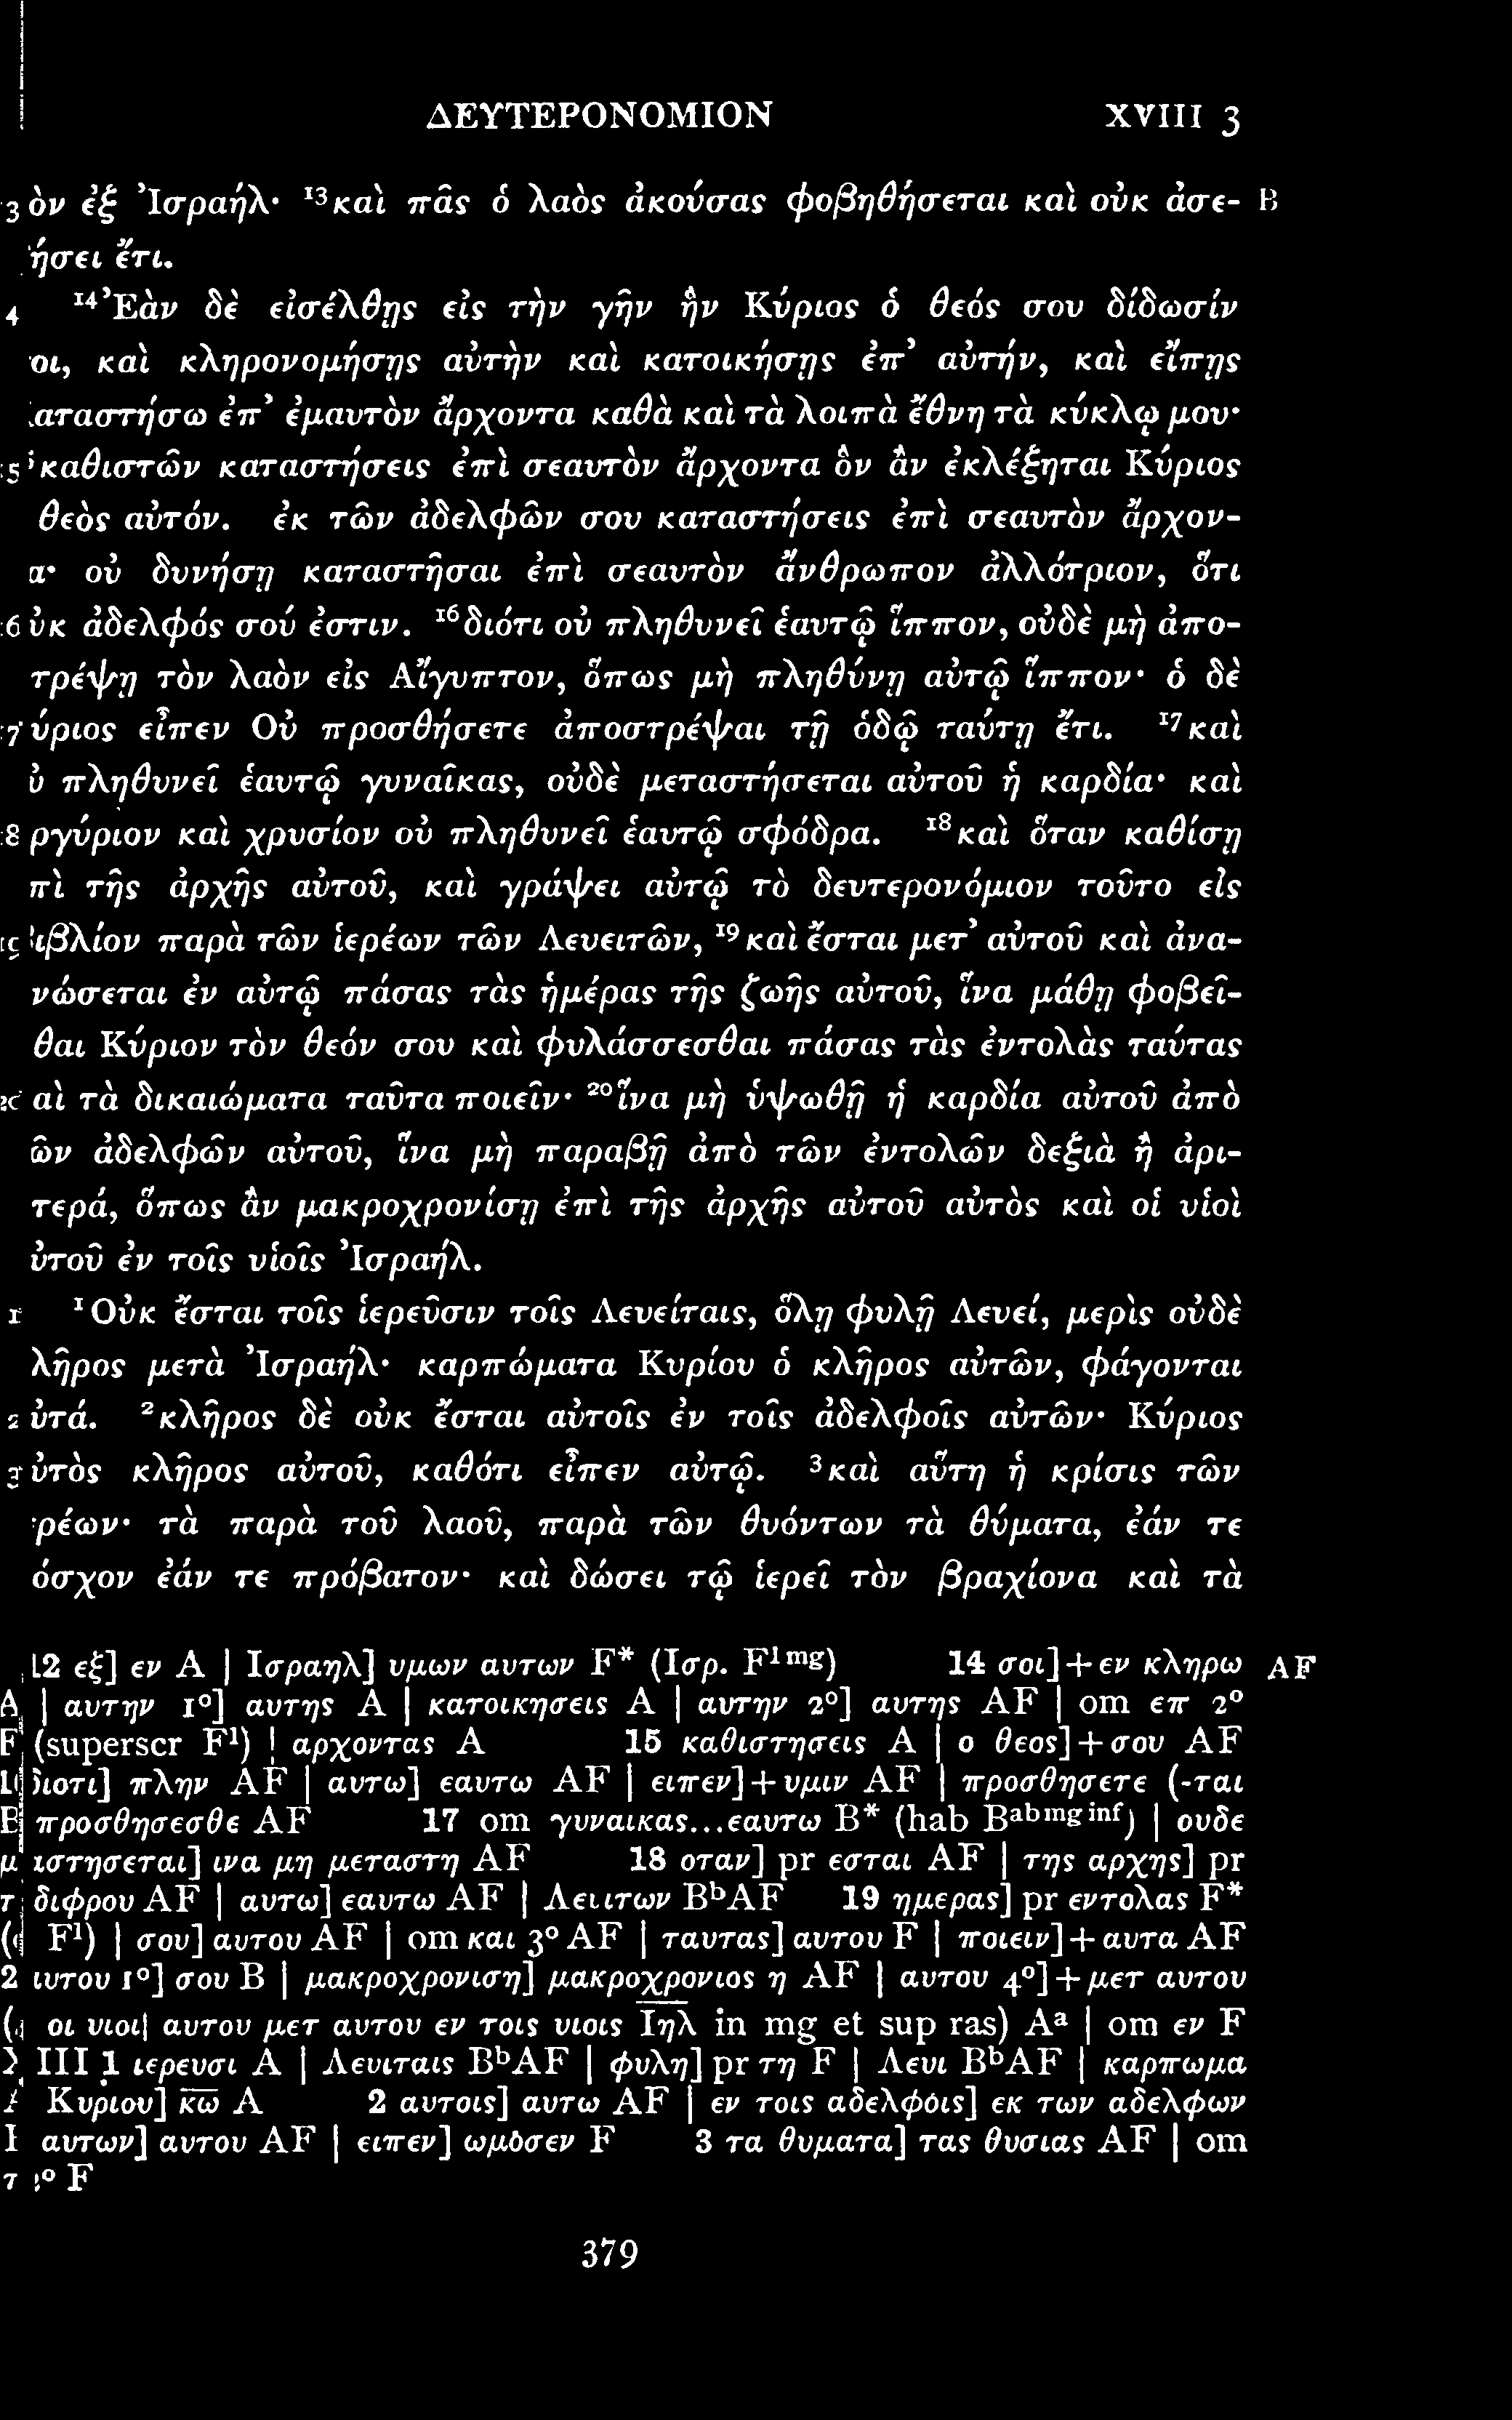 ΔΕΥΤΕΡΟΝΟΜΙΟΝ XVIII 3
3 ὸν ἐξ Ἰσραήλ· ¹³καὶ πᾶς ὁ λαὸς ἀκούσας φοβηθήσεται καὶ οὐκ ἀσε- B
ήσει ἔτι.
4 ¹⁴Ἐὰν δὲ εἰσέλθῃς εἰς τὴν γῆν ἣν Κύριος ὁ θεός σου δίδωσίν
οι, καὶ κληρονομήσῃς αὐτὴν καὶ κατοικήσῃς ἐπ' αὐτήν, καὶ εἴπῃς
αταστήσω ἐπ' ἐμαυτὸν ἄρχοντα καθὰ καὶ τὰ λοιπὰ ἔθνη τὰ κύκλῳ μου·
5 καθιστῶν καταστήσεις ἐπὶ σεαυτὸν ἄρχοντα ὃν ἂν ἐκλέξηται Κύριος
θεὸς αὐτόν. ἐκ τῶν ἀδελφῶν σου καταστήσεις ἐπὶ σεαυτὸν ἄρχον-
α· οὐ δυνήσῃ καταστῆσαι ἐπὶ σεαυτὸν ἄνθρωπον ἀλλότριον, ὅτι
6 ὐκ ἀδελφός σού ἐστιν. ¹⁶διότι οὐ πληθυνεῖ ἑαυτῷ ἵππον, οὐδὲ μὴ ἀπο-
τρέψῃ τὸν λαὸν εἰς Αἴγυπτον, ὅπως μὴ πληθύνῃ αὐτῷ ἵππον· ὁ δὲ
7 ύριος εἶπεν Οὐ προσθήσετε ἀποστρέψαι τῇ ὁδῷ ταύτῃ ἔτι. ¹⁷καὶ
ὐ πληθυνεῖ ἑαυτῷ γυναῖκας, οὐδὲ μεταστήσεται αὐτοῦ ἡ καρδία· καὶ
8 ργύριον καὶ χρυσίον οὐ πληθυνεῖ ἑαυτῷ σφόδρα. ¹⁸καὶ ὅταν καθίσῃ
πὶ τῆς ἀρχῆς αὐτοῦ, καὶ γράψει αὐτῷ τὸ δευτερονόμιον τοῦτο εἰς
ιβλίον παρὰ τῶν ἱερέων τῶν Λευειτῶν, ¹⁹καὶ ἔσται μετ' αὐτοῦ καὶ ἀνα-
νώσεται ἐν αὐτῷ πάσας τὰς ἡμέρας τῆς ζωῆς αὐτοῦ, ἵνα μάθῃ φοβεῖ-
θαι Κύριον τὸν θεόν σου καὶ φυλάσσεσθαι πάσας τὰς ἐντολὰς ταύτας
αὶ τὰ δικαιώματα ταῦτα ποιεῖν· ²⁰ἵνα μὴ ὑψωθῇ ἡ καρδία αὐτοῦ ἀπὸ
ῶν ἀδελφῶν αὐτοῦ, ἵνα μὴ παραβῇ ἀπὸ τῶν ἐντολῶν δεξιὰ ἢ ἀρι-
τερά, ὅπως ἂν μακροχρονίσῃ ἐπὶ τῆς ἀρχῆς αὐτοῦ αὐτὸς καὶ οἱ υἱοὶ
ὐτοῦ ἐν τοῖς υἱοῖς Ἰσραήλ.
1 ¹Οὐκ ἔσται τοῖς ἱερεῦσιν τοῖς Λευείταις, ὅλῃ φυλῇ Λευεί, μερὶς οὐδὲ
λῆρος μετὰ Ἰσραήλ· καρπώματα Κυρίου ὁ κλῆρος αὐτῶν, φάγονται
2 ὐτά. ²κλῆρος δὲ οὐκ ἔσται αὐτοῖς ἐν τοῖς ἀδελφοῖς αὐτῶν· Κύριος
3 ὐτὸς κλῆρος αὐτοῦ, καθότι εἶπεν αὐτῷ. ³καὶ αὕτη ἡ κρίσις τῶν
ρέων· τὰ παρὰ τοῦ λαοῦ, παρὰ τῶν θυόντων τὰ θύματα, ἐάν τε
όσχον ἐάν τε πρόβατον· καὶ δώσει τῷ ἱερεῖ τὸν βραχίονα καὶ τὰ
12 εξ] εν A | Ισραηλ] υμων αυτων F* (Ισρ. F¹ᵐᵍ) 14 σοι]+εν κληρω AF
A | αυτην 1°] αυτης A | κατοικησεις A | αυτην 2°] αυτης AF | om επ 2°
F (superscr F¹) | αρχοντας A 15 καθιστησεις A | ο θεος]+σου AF
διοτι] πλην AF | αυτω] εαυτω AF | ειπεν]+υμιν AF | προσθησετε (-ται
προσθησεσθε AF 17 om γυναικας...εαυτω B* (hab Bᵃᵇᵐᵍⁱⁿᶠ) | ουδε
μ ιστησεται] ινα μη μεταστη AF 18 οταν] pr εσται AF | της αρχης] pr
τ διφρου AF | αυτω] εαυτω AF | Λευιτων BᵇAF 19 ημερας] pr εντολας F*
F¹) | σου] αυτου AF | om και 3° AF | ταυτας] αυτου F | ποιειν]+αυτα AF
2 υτου 1°] σου B | μακροχρονιση] μακροχρονιος η AF | αυτου 4°]+μετ αυτου
οι υιοι| αυτου μετ αυτου εν τοις υιοις Ιηλ in mg et sup ras) Aᵃ | om εν F
III 1 ιερευσι A | Λευιταις BᵇAF | φυλη] pr τη F | Λευι BᵇAF | καρπωμα
Κυριου] κω A 2 αυτοις] αυτω AF | εν τοις αδελφοις] εκ των αδελφων
αυτων] αυτου AF | ειπεν] ωμοσεν F 3 τα θυματα] τας θυσιας AF | om
τ ° F
379